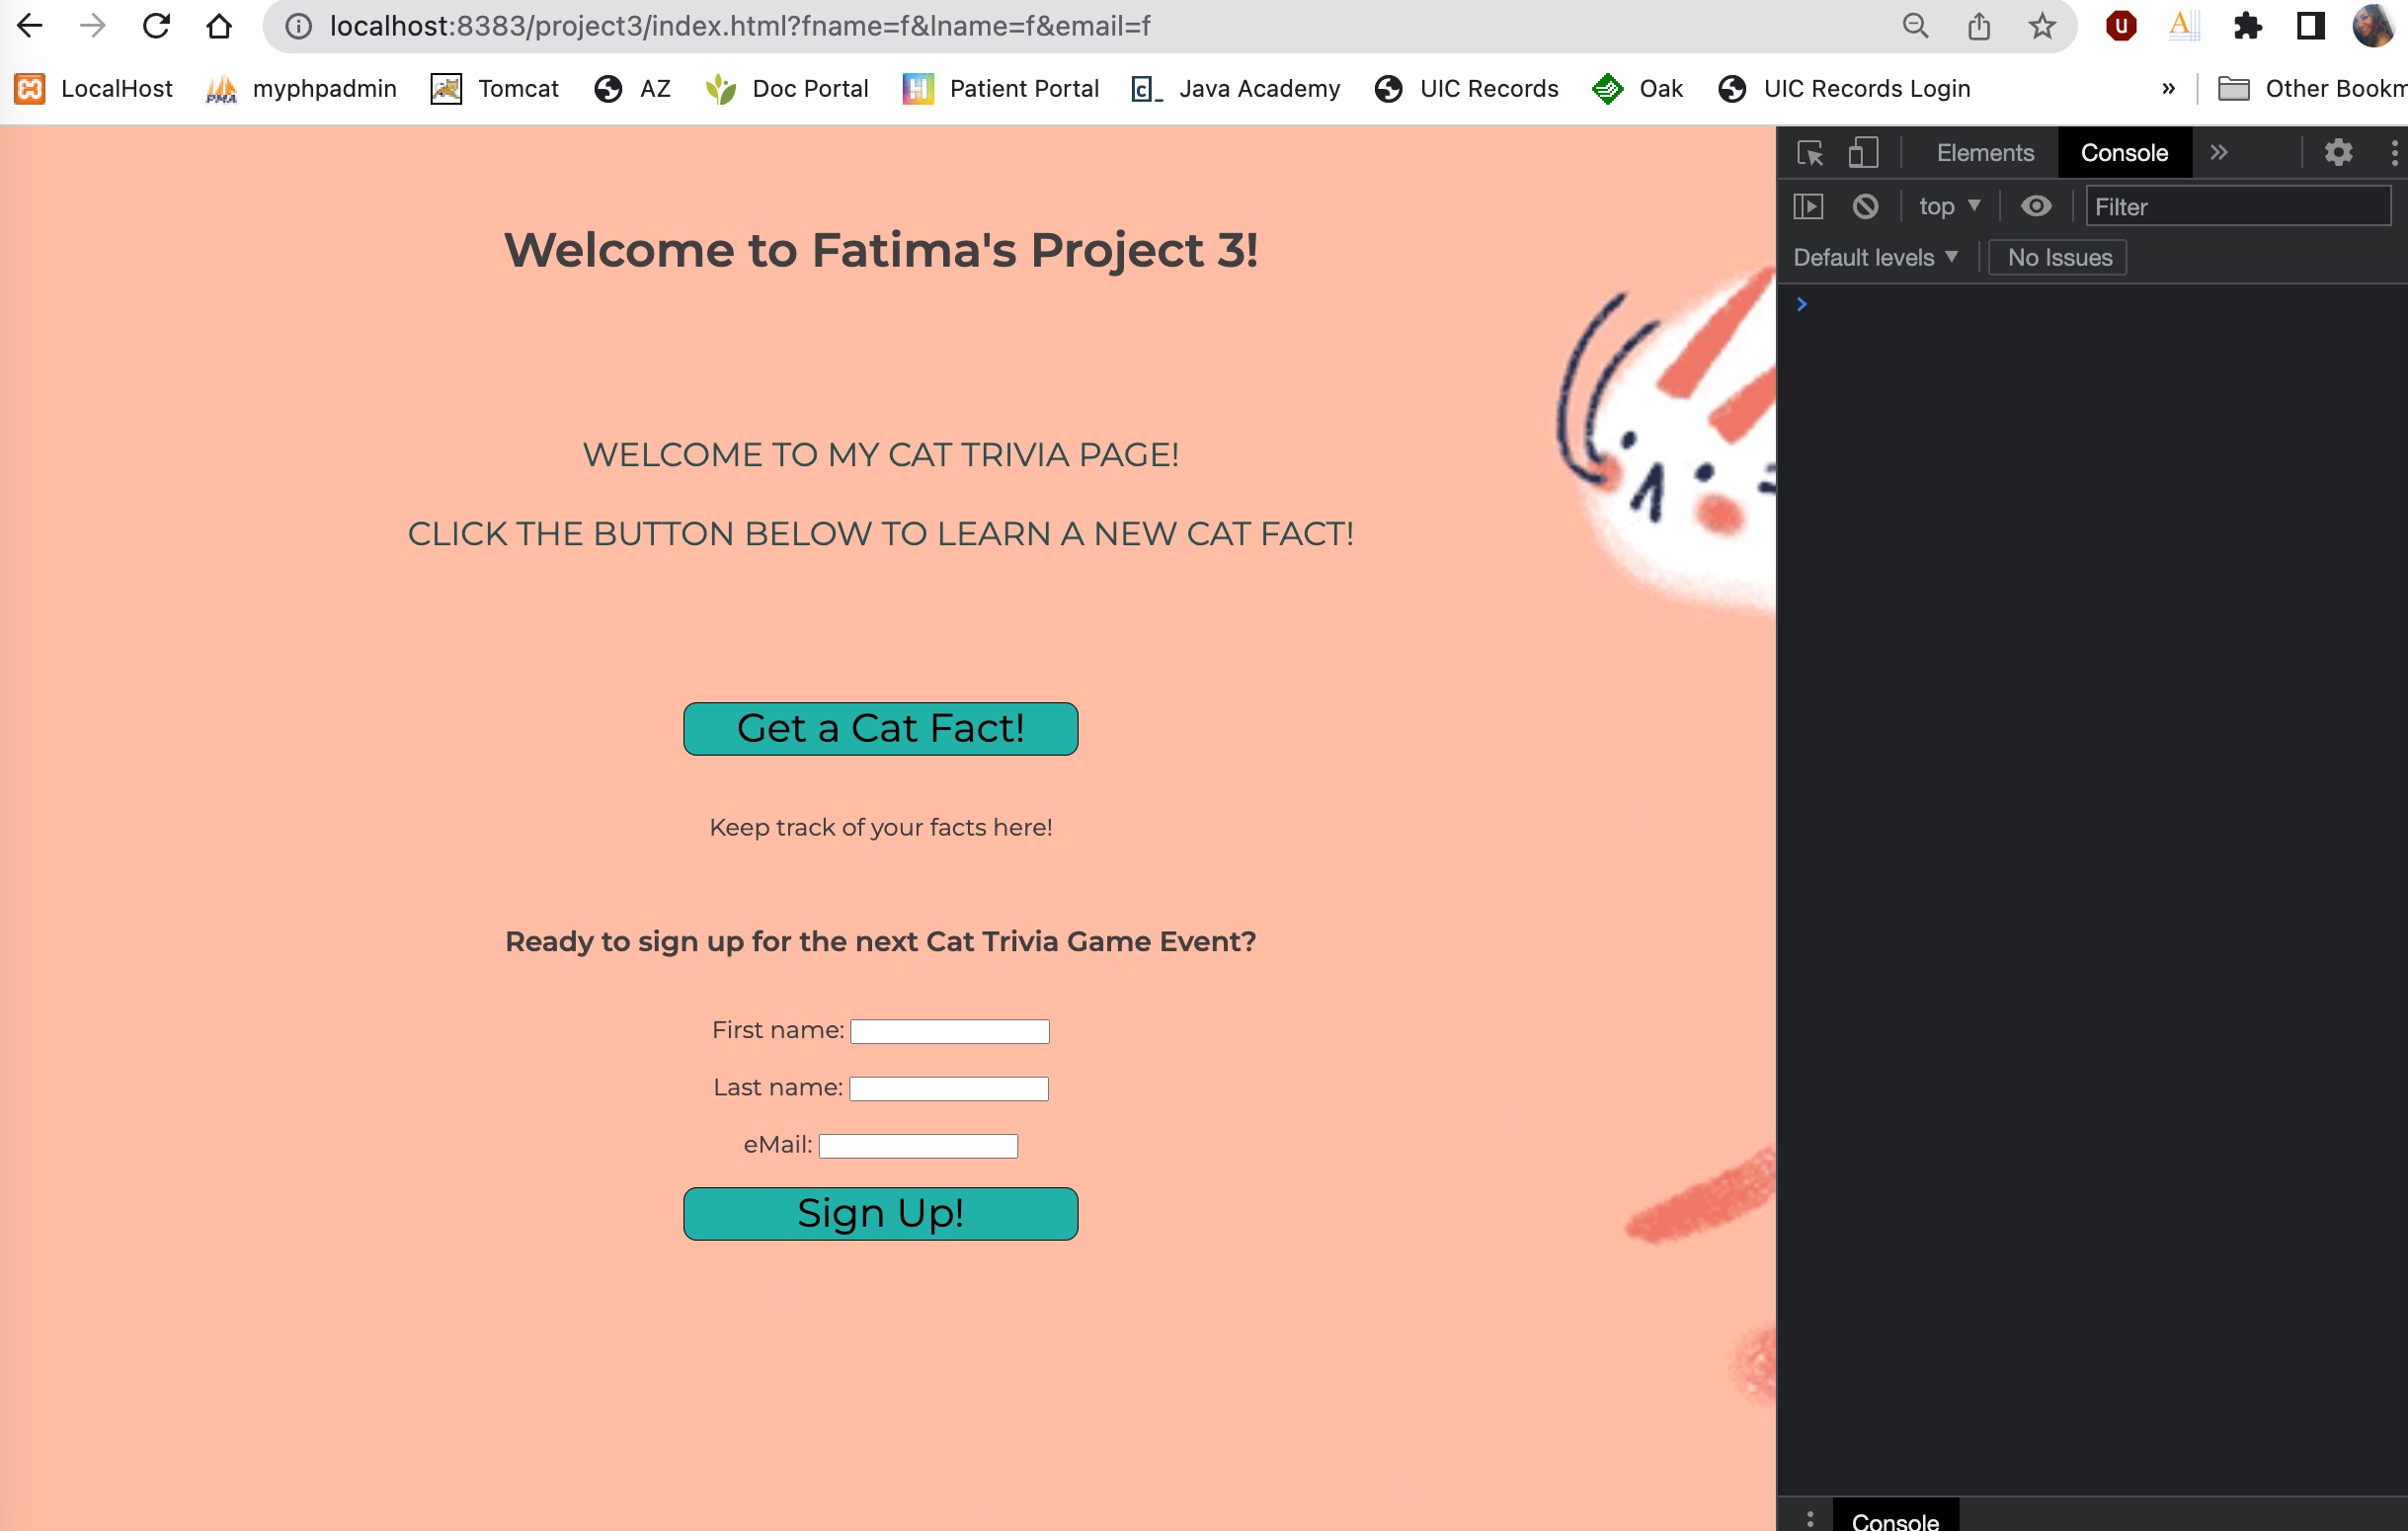 localhost:8383/project3/index.html?fname=f&lname=f&email=f
LocalHost myphpadmin Tomcat AZ Doc Portal Patient Portal Java Academy UIC Records Oak UIC Records Login » Other Bookm
Elements Console »
top Filter
Default levels No Issues
Welcome to Fatima's Project 3!
WELCOME TO MY CAT TRIVIA PAGE!
CLICK THE BUTTON BELOW TO LEARN A NEW CAT FACT!
Get a Cat Fact!
Keep track of your facts here!
Ready to sign up for the next Cat Trivia Game Event?
First name:
Last name:
eMail:
Sign Up!
Console